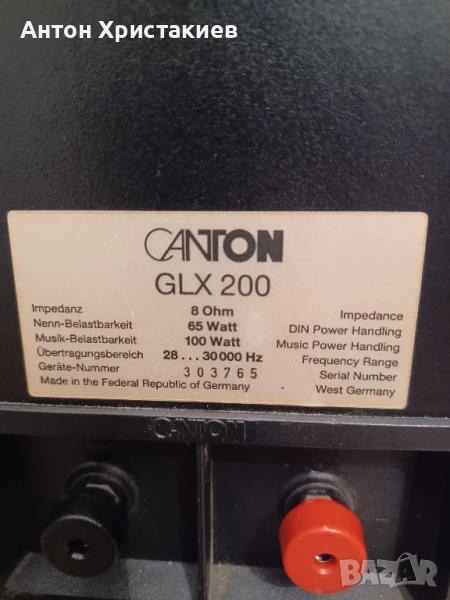 Антон Христакиев
CANTON
GLX 200
Impedanz 8 Ohm Impedance
Nenn-Belastbarkeit 65 Watt DIN Power Handling
Musik-Belastbarkeit 100 Watt Music Power Handling
Übertragungsbereich 28...30000 Hz Frequency Range
Geräte-Nummer 303765 Serial Number
Made in the Federal Republic of Germany West Germany
CANTON
BAZAR